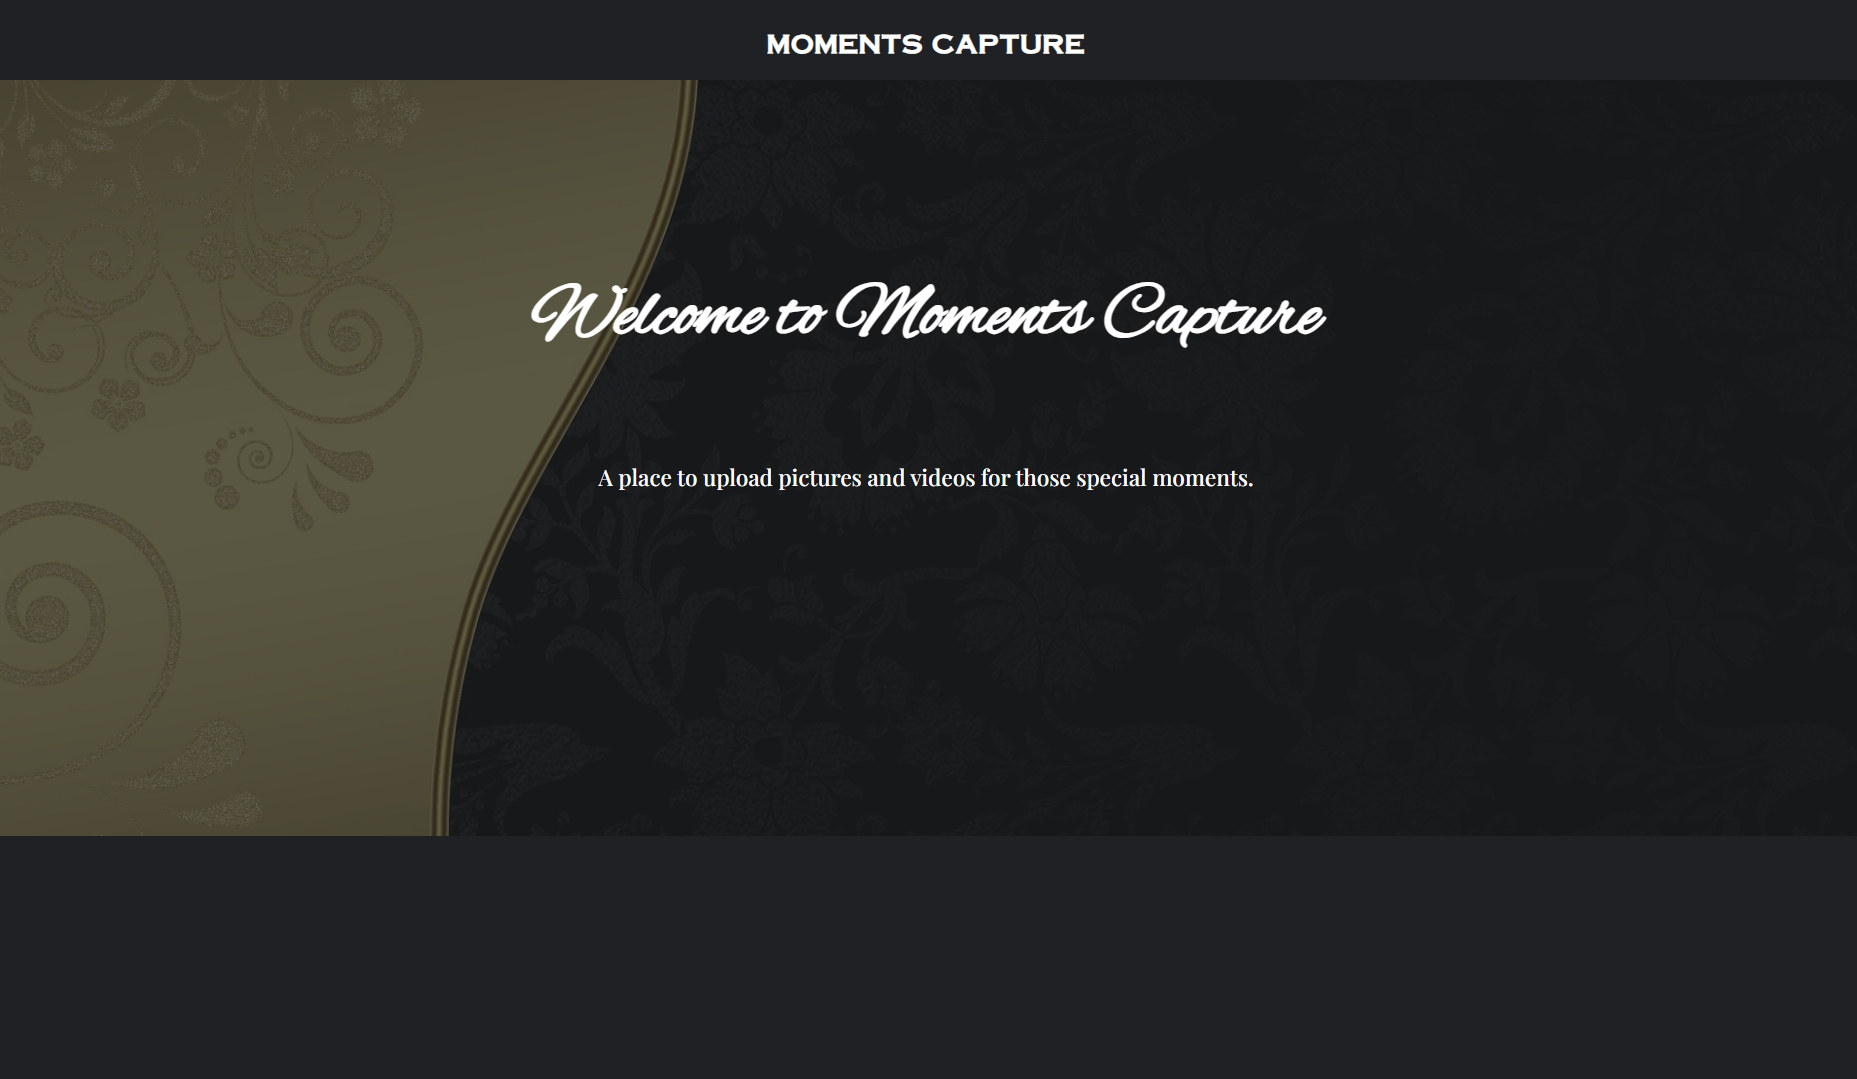 MOMENTS CAPTURE
Welcome to Moments Capture
A place to upload pictures and videos for those special moments.